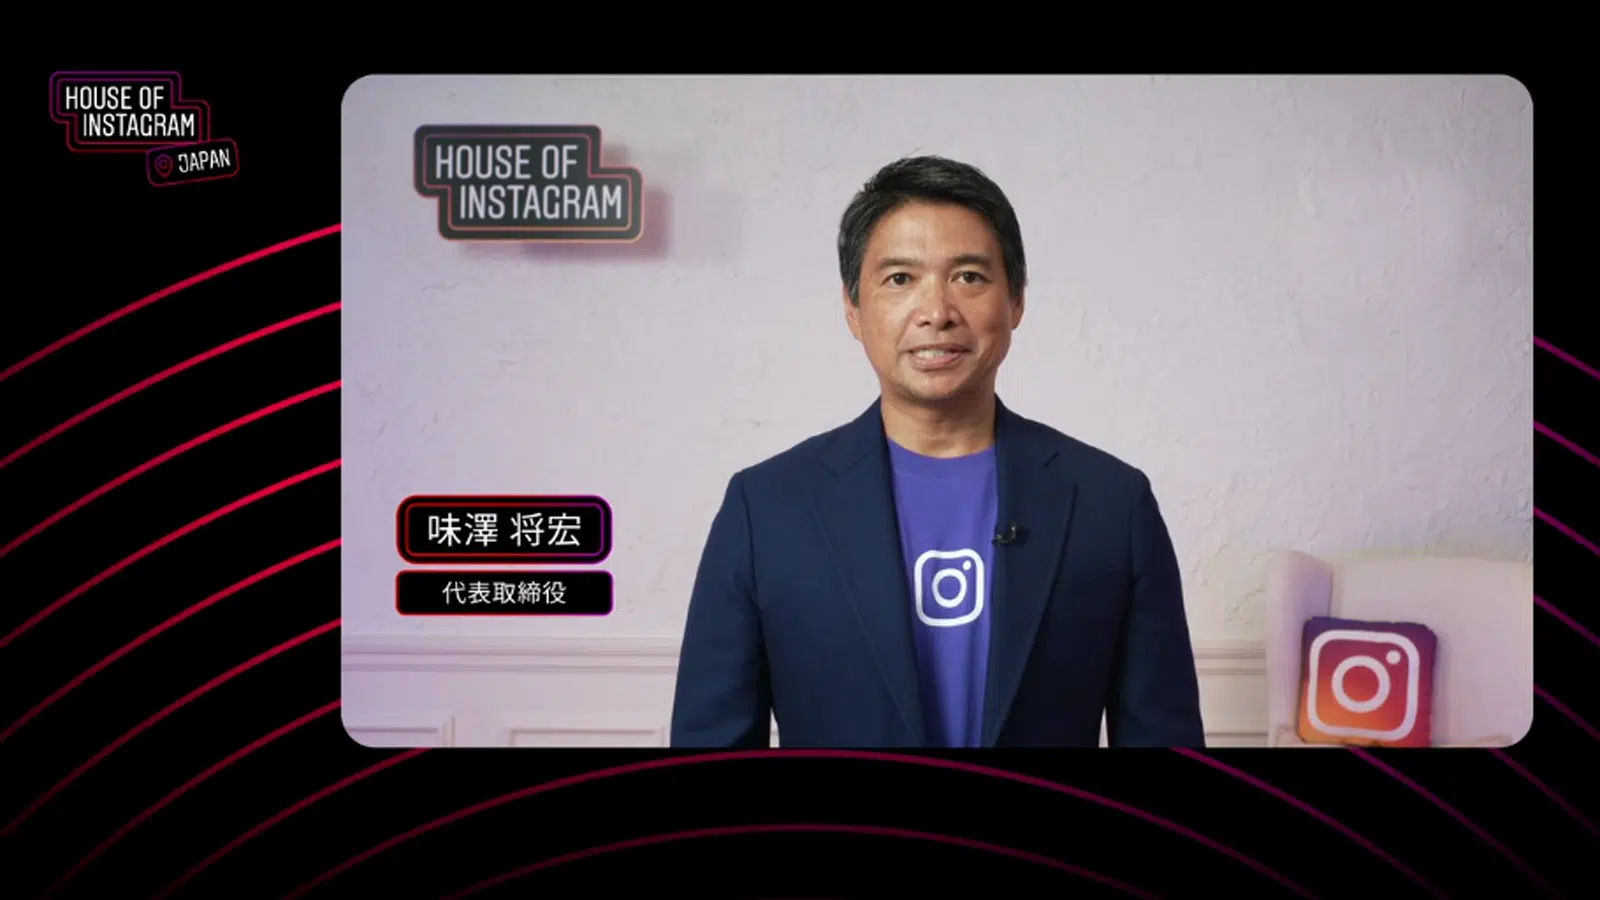 HOUSE OF
INSTAGRAM
JAPAN
HOUSE OF
INSTAGRAM
味澤 将宏
代表取締役